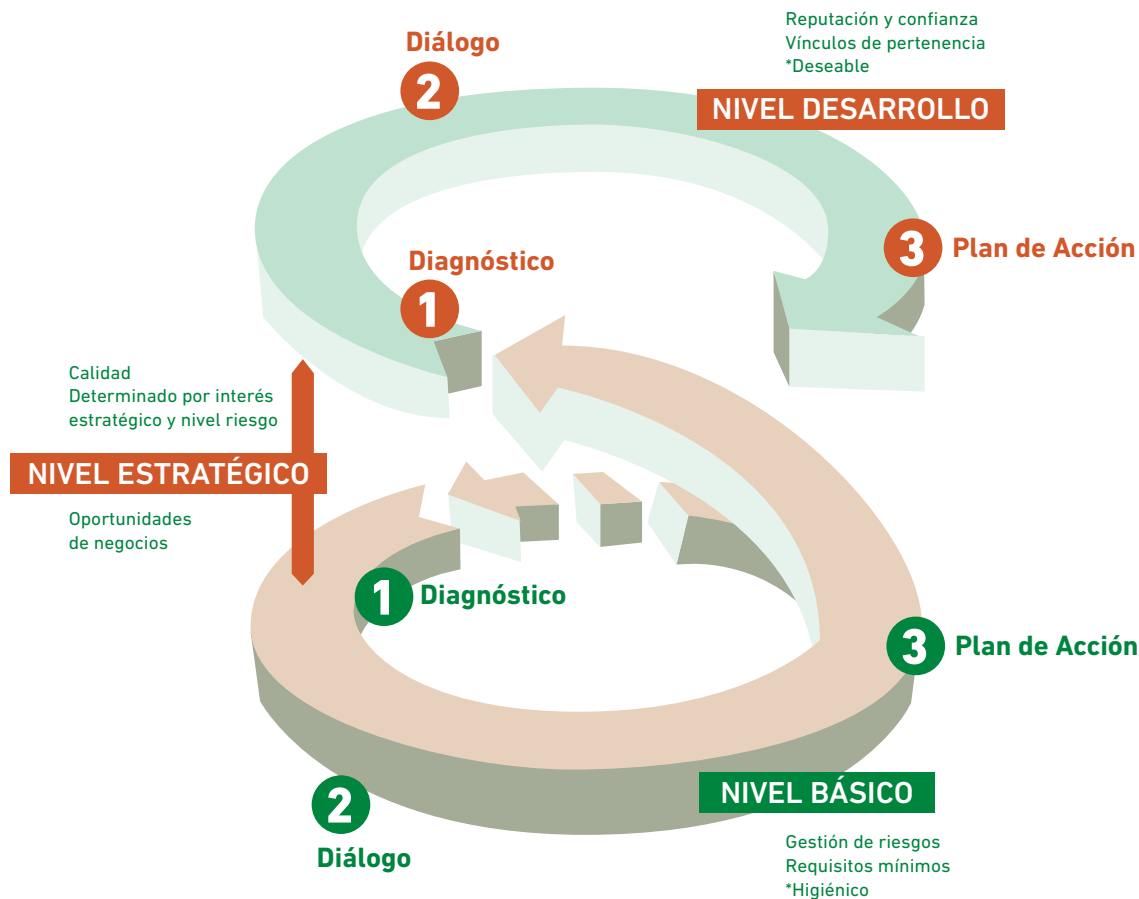 Reputación y confianza
Vínculos de pertenencia
*Deseable
NIVEL DESARROLLO
Diálogo
2
3
Plan de Acción
Diagnóstico
1
Calidad
Determinado por interés
estratégico y nivel riesgo
NIVEL ESTRATÉGICO
Oportunidades
de negocios
1
Diagnóstico
3
Plan de Acción
2
Diálogo
NIVEL BÁSICO
Gestión de riesgos
Requisitos mínimos
*Higiénico